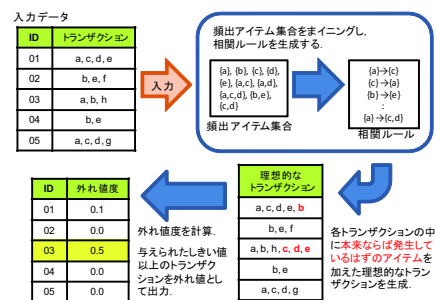 入力データ
ID トランザクション
01 a, c, d, e
02 b, e, f
03 a, b, h
04 b, e
05 a, c, d, g
入力
頻出アイテム集合をマイニングし,
相関ルールを生成する.
{a}, {b}, {c}, {d},
{e}, {a,c}, {a,d},
{a,c,d}, {b,e},
{c,d}
頻出アイテム集合
{a}→{c}
{c}→{a}
{b}→{e}
:
{a}→{c,d}
相関ルール
ID 外れ値度
01 0.1
02 0.0
03 0.5
04 0.0
05 0.0
外れ値度を計算.
与えられたしきい値
以上のトランザク
ションを外れ値とし
て出力.
理想的な
トランザクション
a, c, d, e, b
b, e, f
a, b, h, c, d, e
b, e
a, c, d, g
各トランザクションの中
に本来ならば発生して
いるはずのアイテムを
加えた理想的なトラン
ザクションを生成.